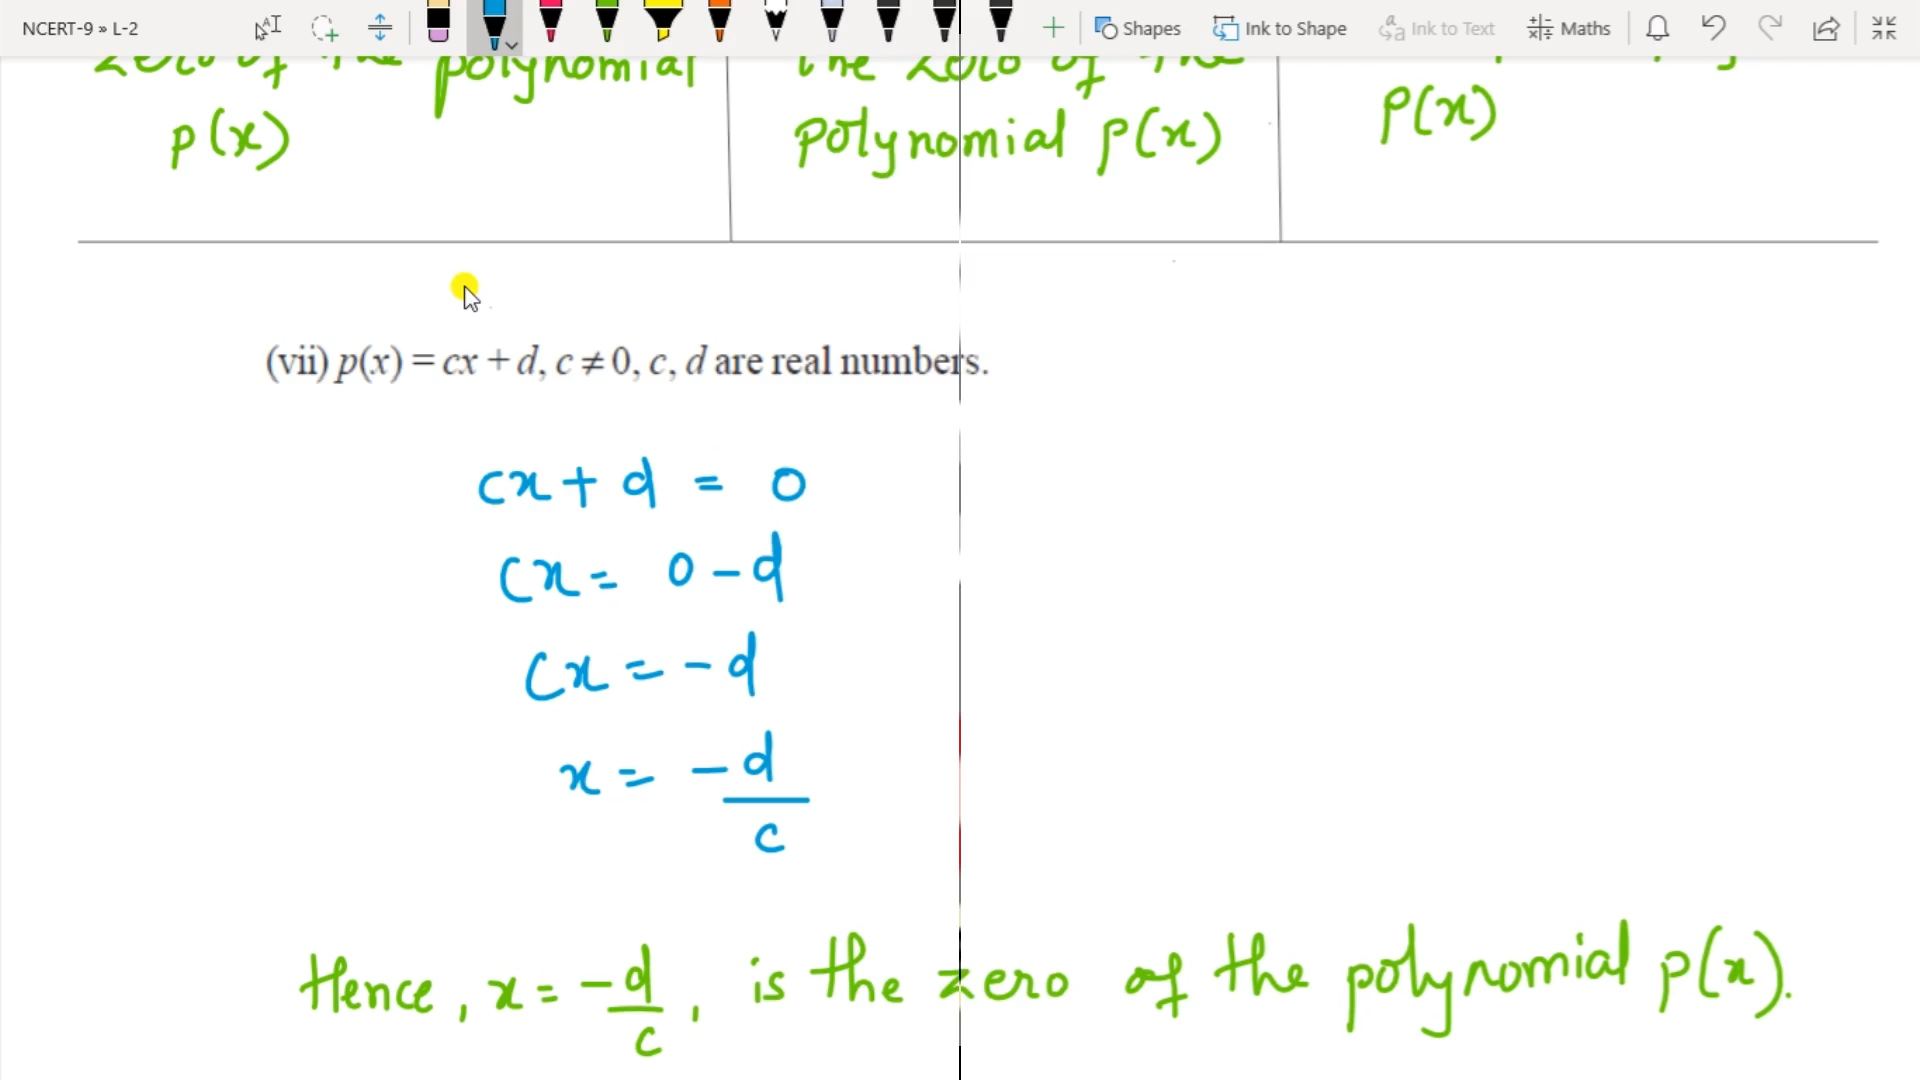 NCERT-9 » L-2
Shapes
Ink to Shape
Ink to Text
Maths
polynomial
p(x)
polynomial p(x)
p(x)
(vii) p(x) = cx + d, c ≠ 0, c, d are real numbers.
cx + d = 0
cx = 0 - d
cx = - d
x = - d/c
Hence, x = - d/c, is the zero of the polynomial p(x).